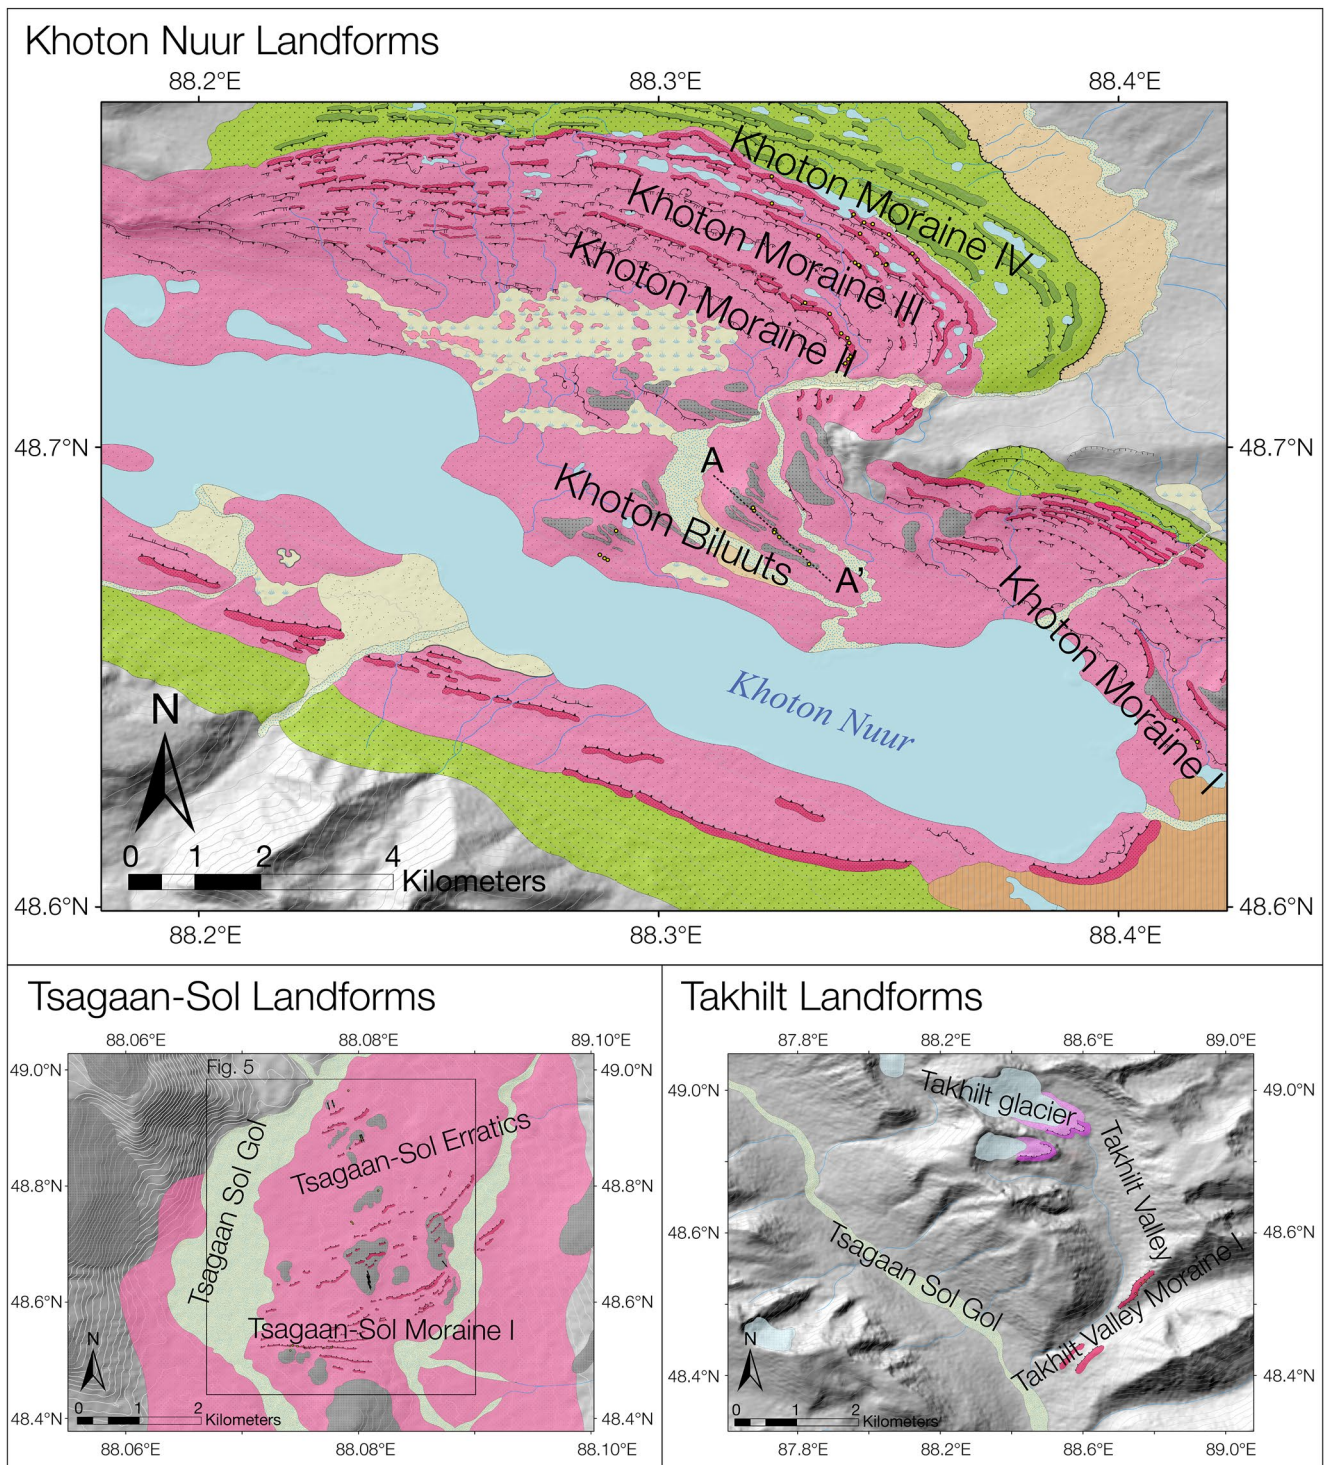 Khoton Nuur Landforms
88.2°E 88.3°E 88.4°E
Khoton Moraine IV
Khoton Moraine III
Khoton Moraine II
48.7°N 48.7°N
A
Khoton Biluuts
A'
Khoton Moraine I
Khoton Nuur
N
0 1 2 4
Kilometers
48.6°N 48.6°N
88.2°E 88.3°E 88.4°E
Tsagaan-Sol Landforms
88.06°E 88.08°E 89.10°E
Fig. 5
49.0°N 49.0°N
Tsagaan-Sol Erratics
48.8°N 48.8°N
Tsagaan Sol Gol
48.6°N 48.6°N
Tsagaan-Sol Moraine I
N
0 1 2
Kilometers
48.4°N 48.4°N
88.06°E 88.08°E 88.10°E
Takhilt Landforms
87.8°E 88.2°E 88.6°E 89.0°E
49.0°N 49.0°N
Takhilt glacier
Takhilt Valley
48.6°N 48.6°N
Tsagaan Sol Gol
Takhilt Valley Moraine I
N
48.4°N 48.4°N
0 1 2
Kilometers
87.8°E 88.2°E 88.6°E 89.0°E